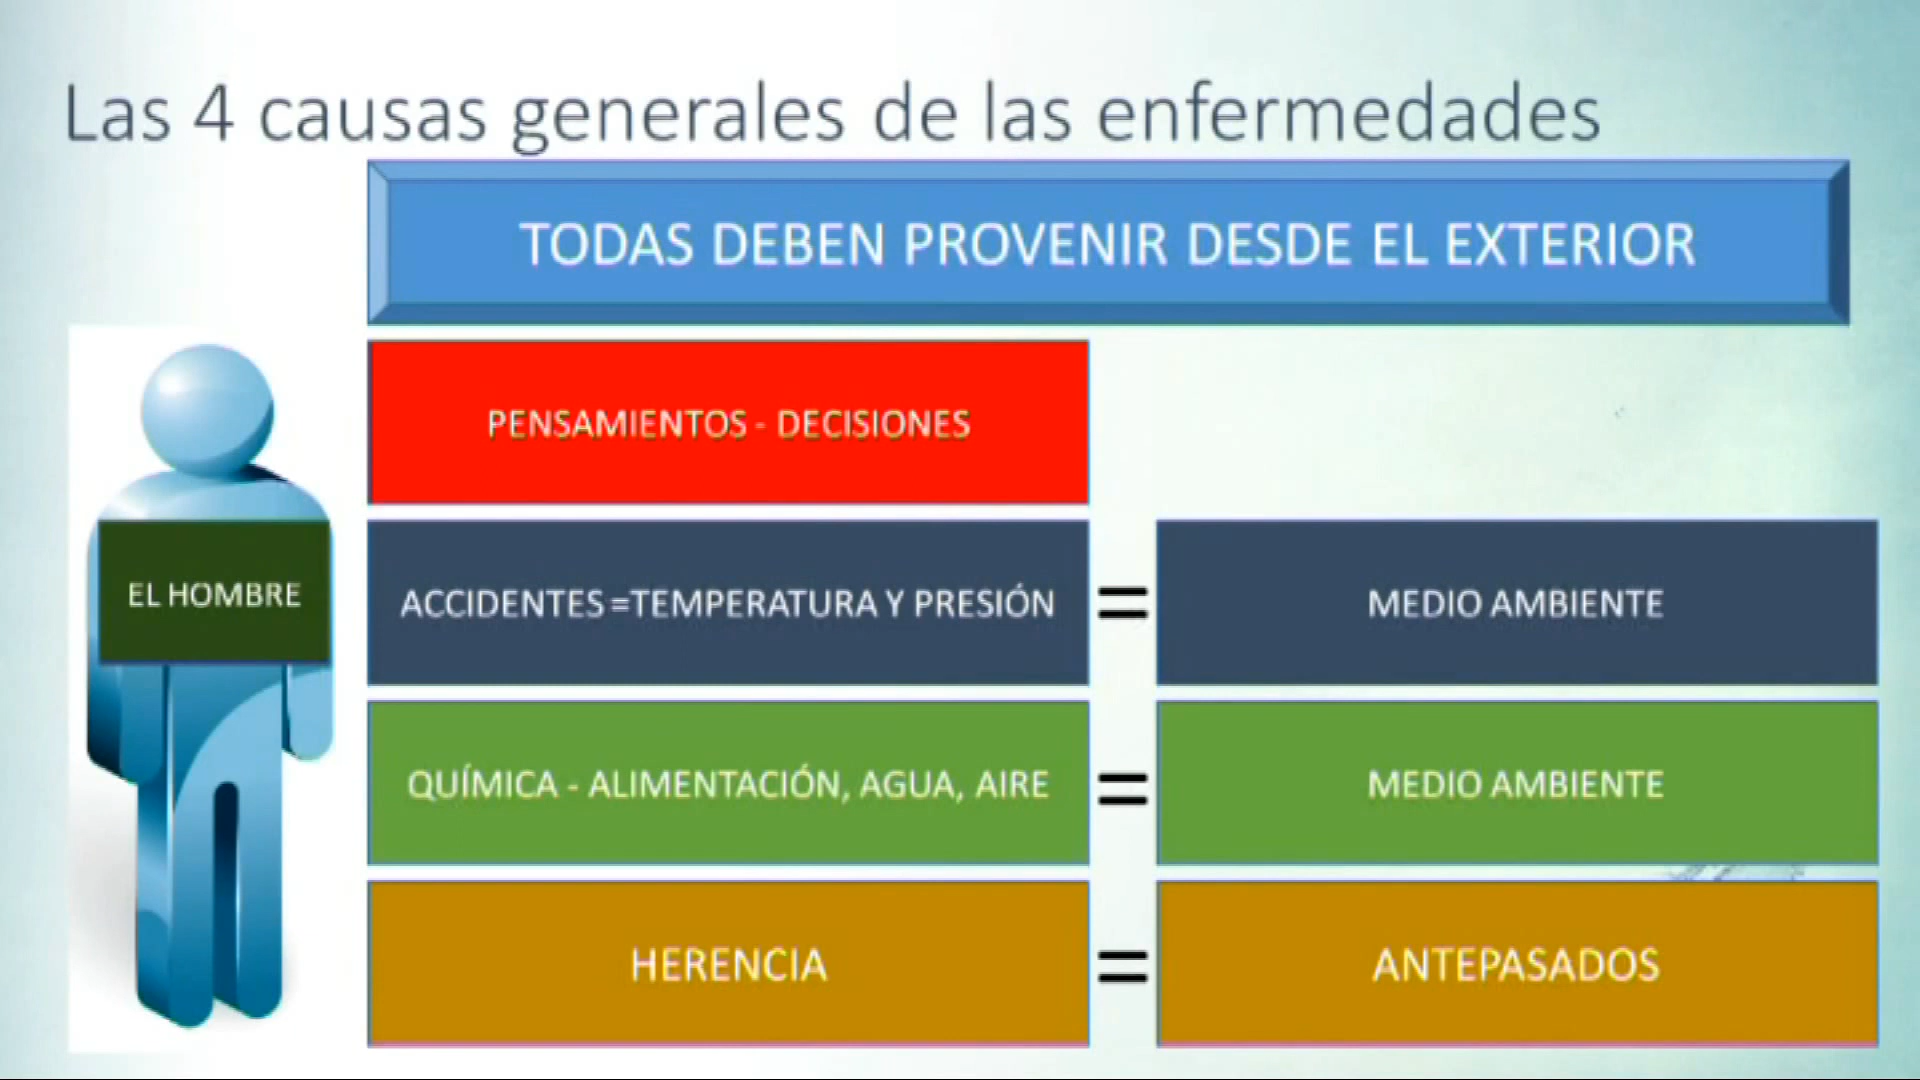 Las 4 causas generales de las enfermedades
TODAS DEBEN PROVENIR DESDE EL EXTERIOR
PENSAMIENTOS - DECISIONES
EL HOMBRE
ACCIDENTES =TEMPERATURA Y PRESIÓN
=
MEDIO AMBIENTE
QUÍMICA - ALIMENTACIÓN, AGUA, AIRE
=
MEDIO AMBIENTE
HERENCIA
=
ANTEPASADOS